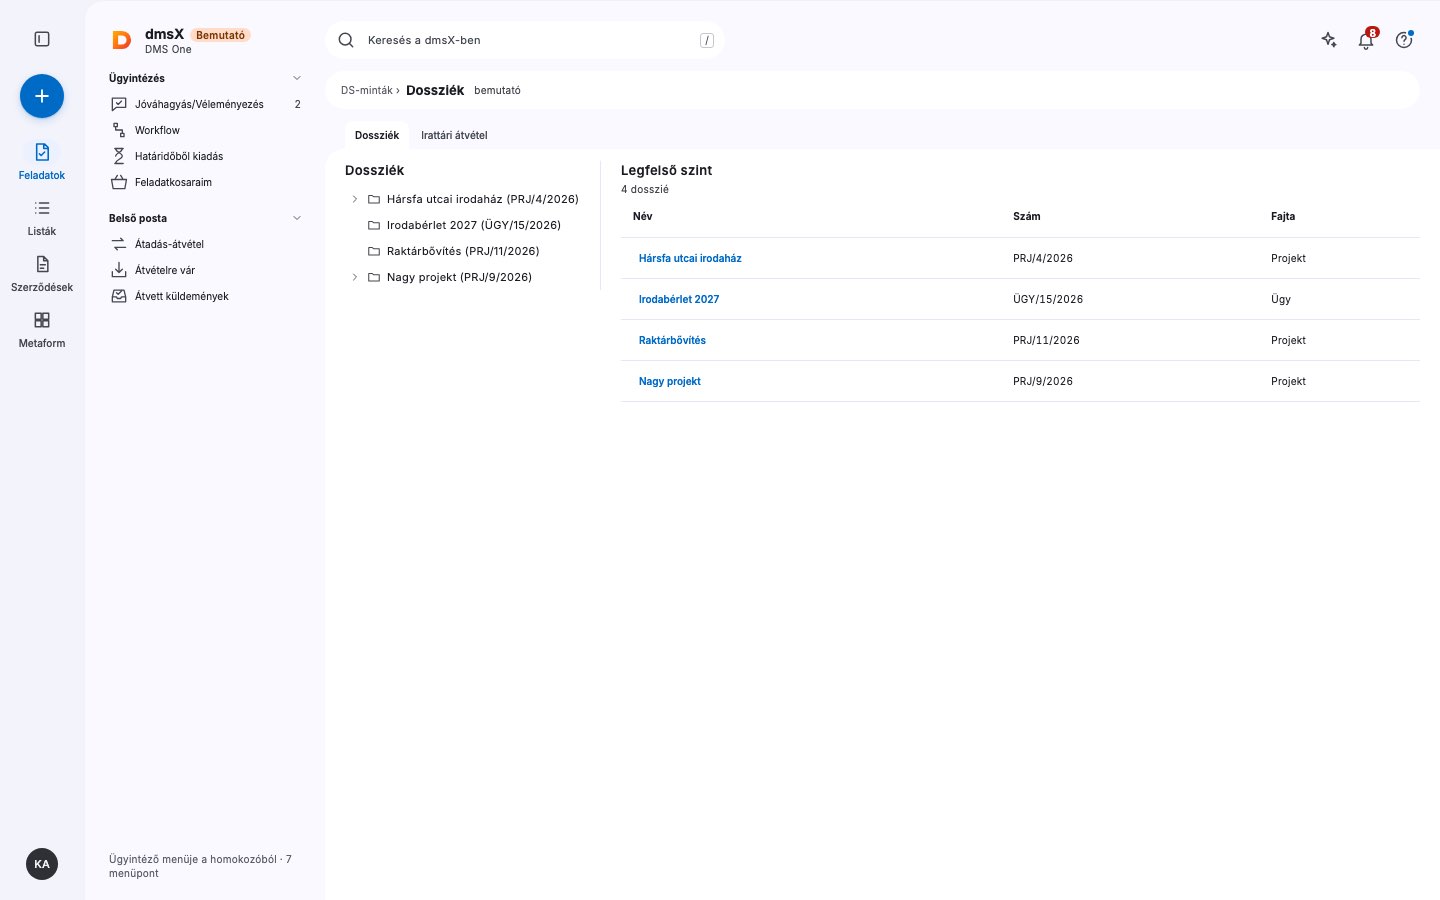 dmsX Bemutató
DMS One
Keresés a dmsX-ben /
8
Ügyintézés
Jóváhagyás/Véleményezés 2
Workflow
Határidőből kiadás
Feladatkosaraim
Belső posta
Átadás-átvétel
Átvételre vár
Átvett küldemények
Feladatok
Listák
Szerződések
Metaform
KA
Ügyintéző menüje a homokozóból · 7
menüpont
DS-minták › Dossziék bemutató
Dossziék Irattári átvétel
Dossziék
Hársfa utcai irodaház (PRJ/4/2026)
Irodabérlet 2027 (ÜGY/15/2026)
Raktárbővítés (PRJ/11/2026)
Nagy projekt (PRJ/9/2026)
Legfelső szint
4 dosszié
Név Szám Fajta
Hársfa utcai irodaház PRJ/4/2026 Projekt
Irodabérlet 2027 ÜGY/15/2026 Ügy
Raktárbővítés PRJ/11/2026 Projekt
Nagy projekt PRJ/9/2026 Projekt